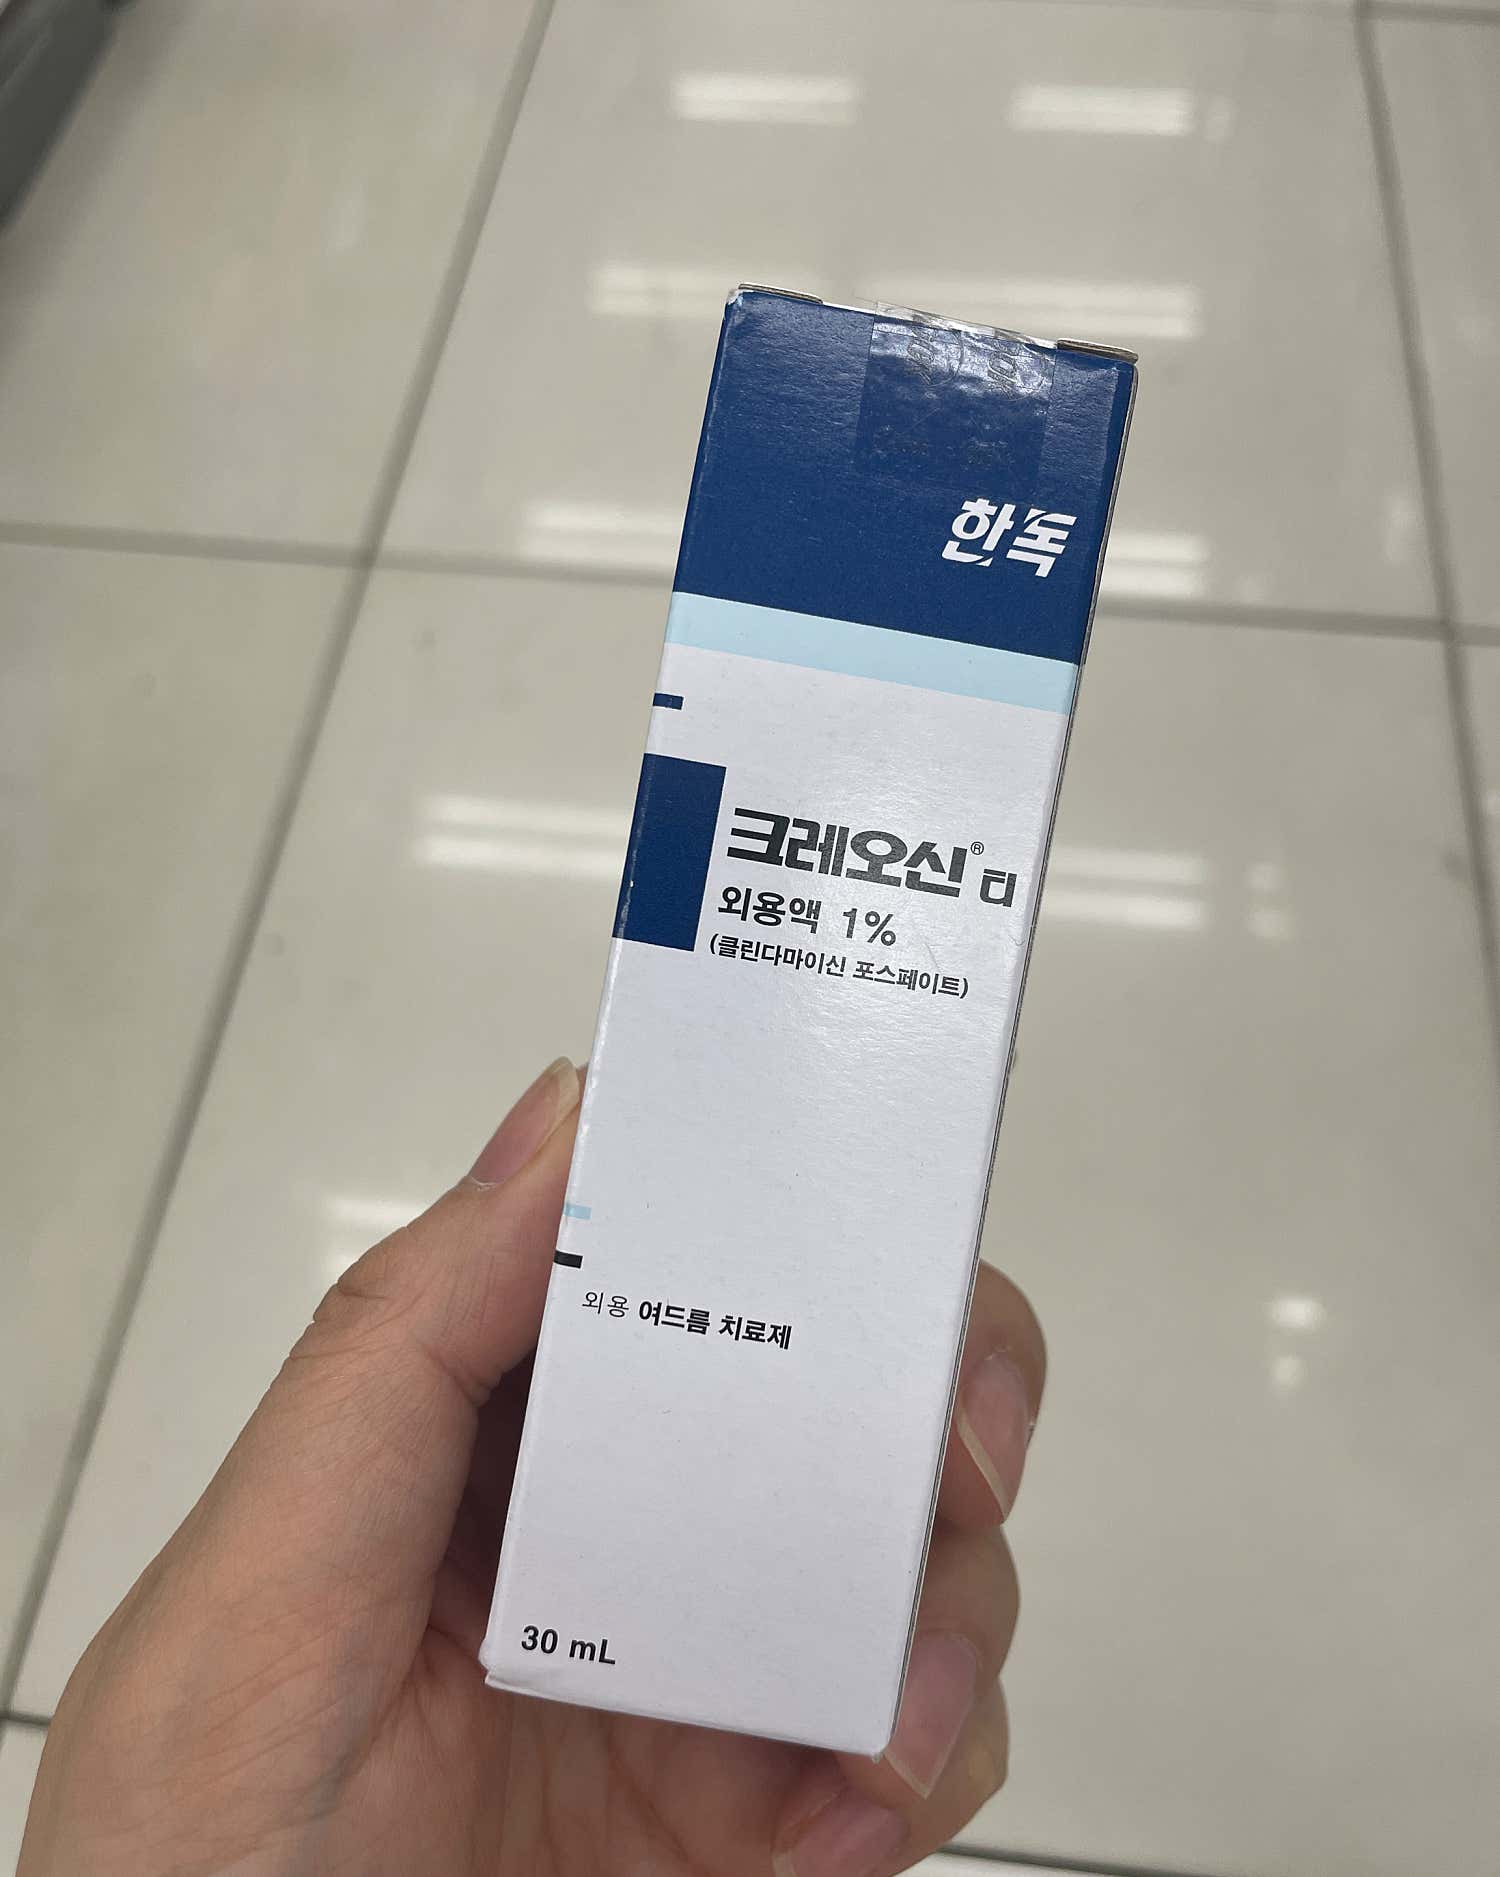 한독
크레오신® 티
외용액 1%
(클린다마이신 포스페이트)
외용 여드름 치료제
30 mL